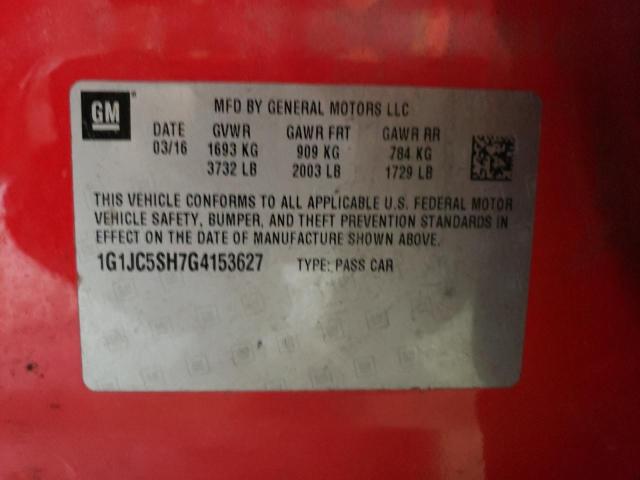 GM MFD BY GENERAL MOTORS LLC
DATE GVWR GAWR FRT GAWR RR
03/16 1693 KG 909 KG 784 KG
3732 LB 2003 LB 1729 LB
THIS VEHICLE CONFORMS TO ALL APPLICABLE U.S. FEDERAL MOTOR
VEHICLE SAFETY, BUMPER, AND THEFT PREVENTION STANDARDS IN
EFFECT ON THE DATE OF MANUFACTURE SHOWN ABOVE.
1G1JC5SH7G4153627 TYPE: PASS CAR